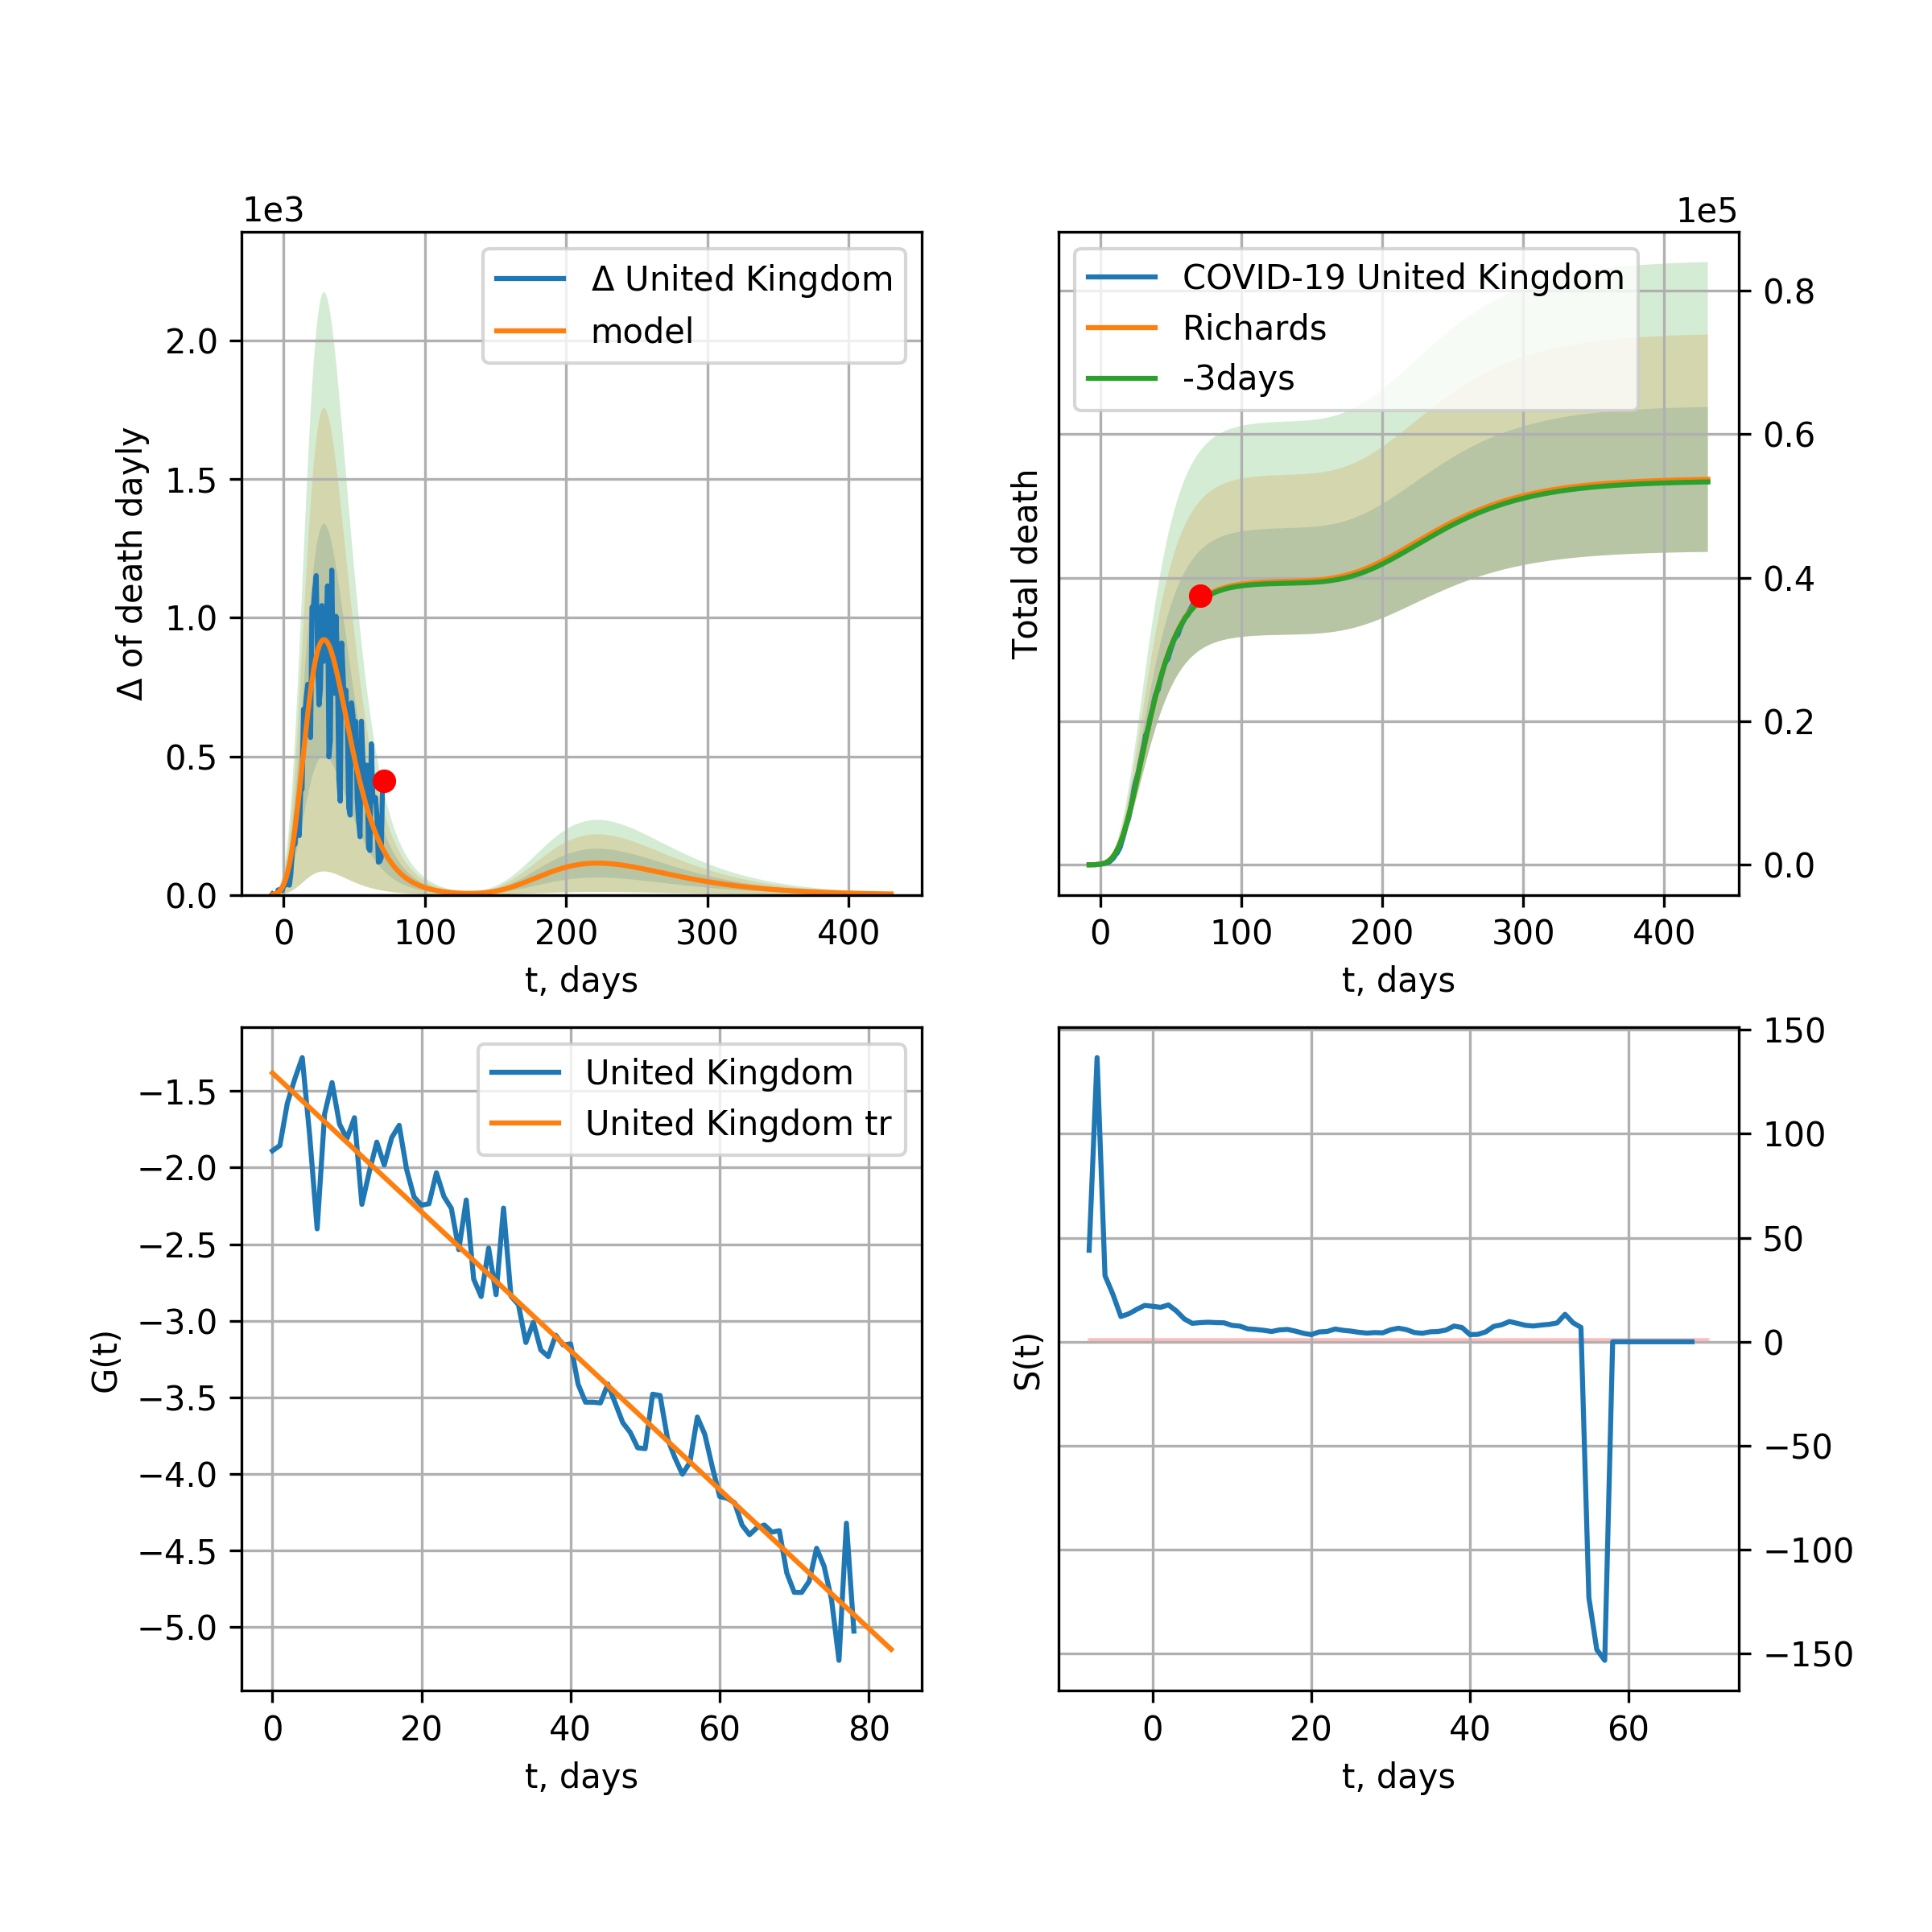 1e3
Δ United Kingdom
model
Δ of death dayly
2.0
1.5
1.0
0.5
0.0
0 100 200 300 400
t, days
1e5
COVID-19 United Kingdom
Richards
-3days
Total death
0.8
0.6
0.4
0.2
0.0
0 100 200 300 400
t, days
United Kingdom
United Kingdom tr
G(t)
−1.5
−2.0
−2.5
−3.0
−3.5
−4.0
−4.5
−5.0
0 20 40 60 80
t, days
S(t)
150
100
50
0
−50
−100
−150
0 20 40 60
t, days